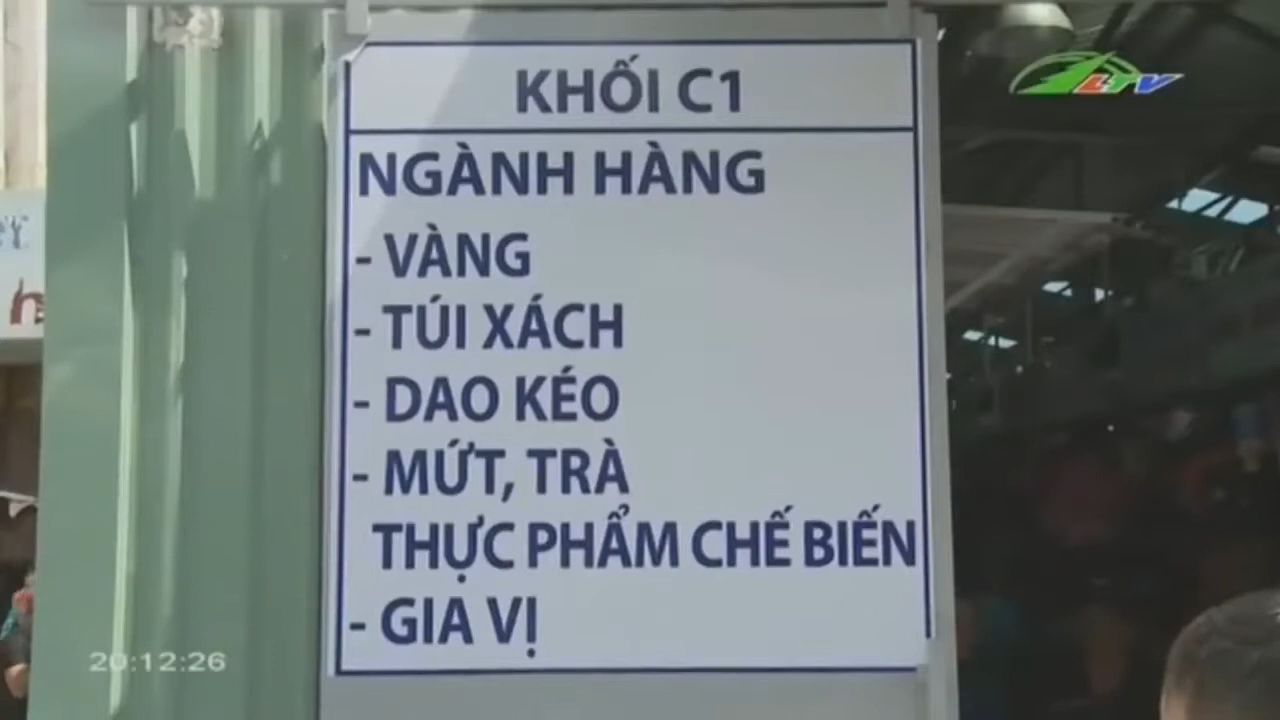 KHỐI C1
LTV
NGÀNH HÀNG
- VÀNG
- TÚI XÁCH
- DAO KÉO
- MỨT, TRÀ
THỰC PHẨM CHẾ BIẾN
- GIA VỊ
20:12:26